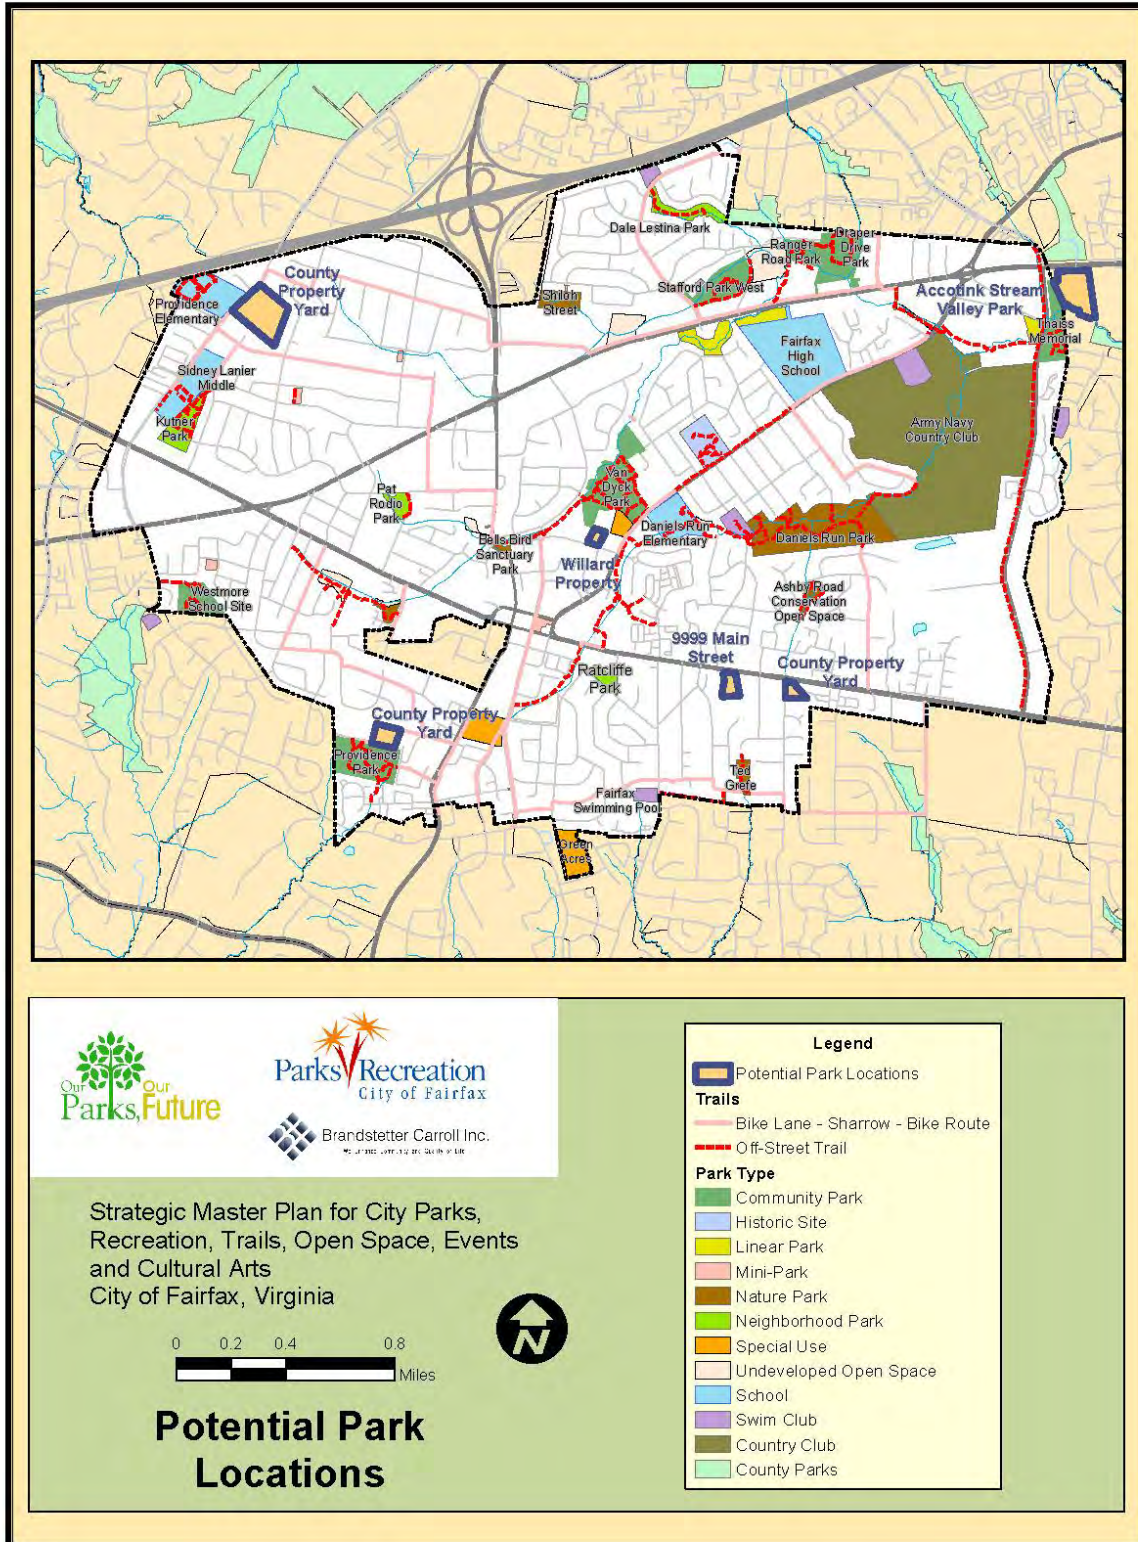 Dale Lestina Park
Ranger
Road Park
Draper
Drive
Park
Stafford Park West
Shiloh
Street
County
Property
Yard
Providence
Elementary
Accotink Stream
Valley Park
Thaiss
Memorial
Fairfax
High
School
Sidney Lanier
Middle
Kutner
Park
Army Navy
Country Club
Pat
Rodio
Park
Van
Dyck
Park
Bells Bird
Sanctuary
Park
Daniels Run
Elementary
Daniels Run Park
Willard
Property
Westmore
School Site
Ashby Road
Conservation
Open Space
9999 Main
Street
County Property
Yard
Ratcliffe
Park
County Property
Yard
Providence
Park
Ted
Grefe
Fairfax
Swimming Pool
Green
Acres
Our
Parks,
Our
Future
Parks Recreation
City of Fairfax
Brandstetter Carroll Inc.
We Enhance Community and Quality of Life
Strategic Master Plan for City Parks,
Recreation, Trails, Open Space, Events
and Cultural Arts
City of Fairfax, Virginia
0 0.2 0.4 0.8
Miles
N
Potential Park
Locations
Legend
Potential Park Locations
Trails
Bike Lane - Sharrow - Bike Route
Off-Street Trail
Park Type
Community Park
Historic Site
Linear Park
Mini-Park
Nature Park
Neighborhood Park
Special Use
Undeveloped Open Space
School
Swim Club
Country Club
County Parks